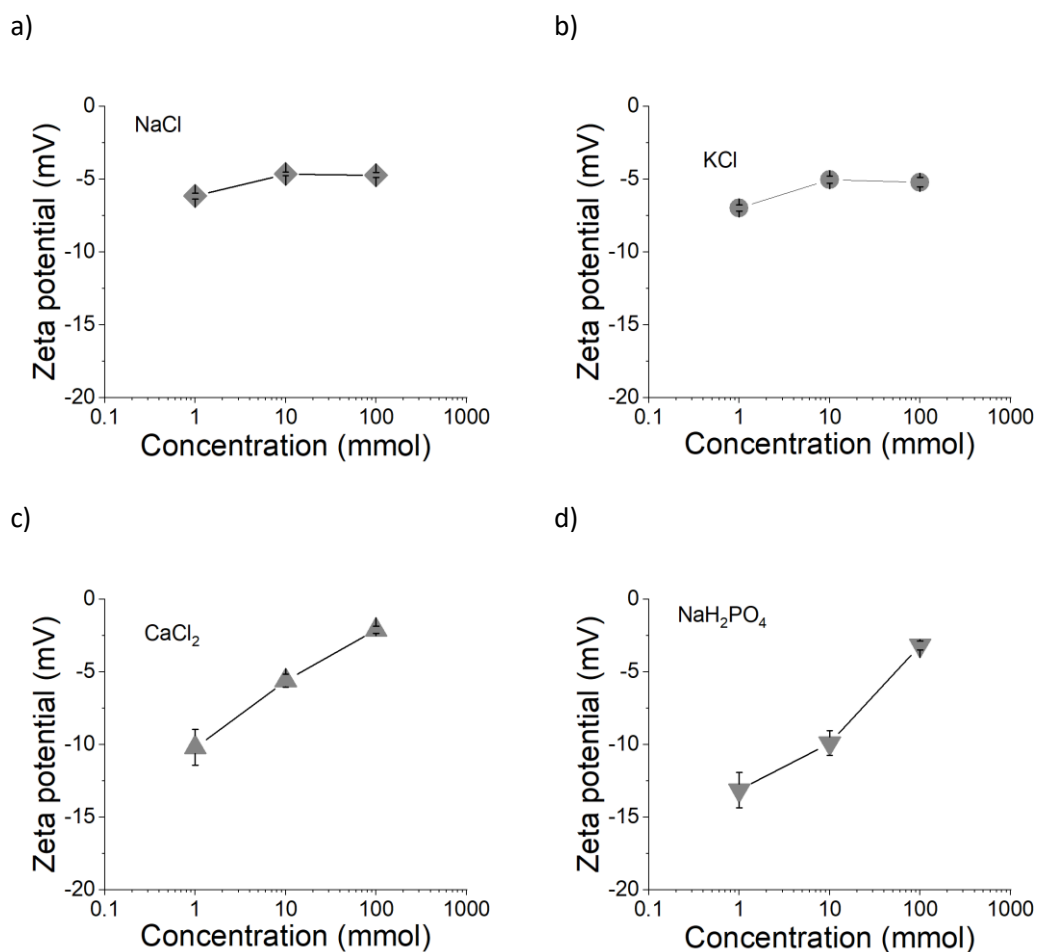 a)
b)
0
-5
-10
-15
-20
Zeta potential (mV)
NaCl
0.1 1 10 100 1000
Concentration (mmol)
0
-5
-10
-15
-20
Zeta potential (mV)
KCl
0.1 1 10 100 1000
Concentration (mmol)
c)
d)
0
-5
-10
-15
-20
Zeta potential (mV)
CaCl₂
0.1 1 10 100 1000
Concentration (mmol)
0
-5
-10
-15
-20
Zeta potential (mV)
NaH₂PO₄
0.1 1 10 100 1000
Concentration (mmol)